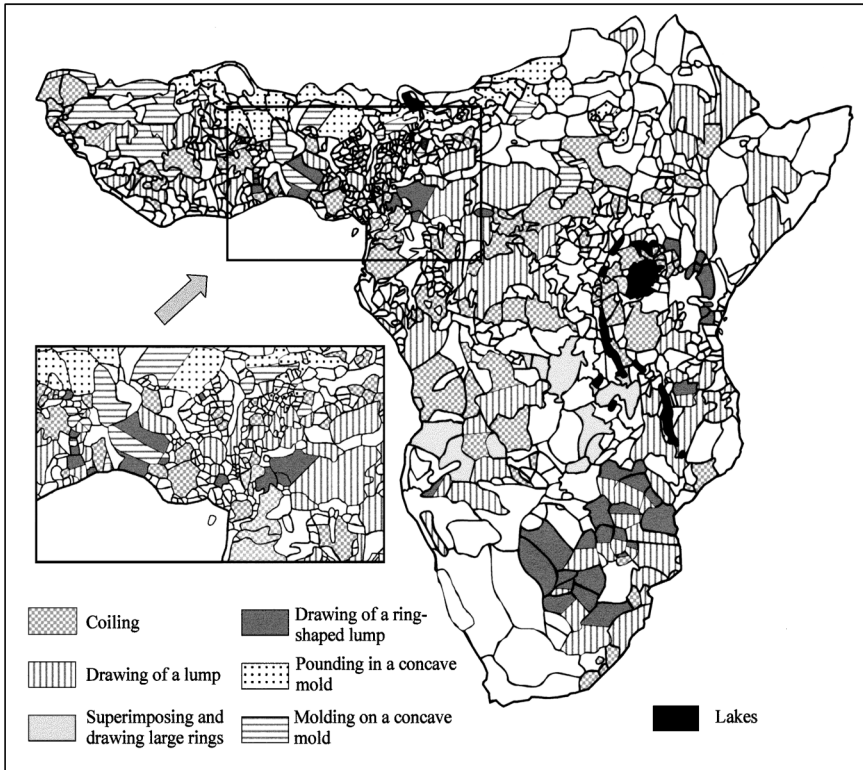 Coiling
Drawing of a lump
Superimposing and
drawing large rings
Drawing of a ring-
shaped lump
Pounding in a concave
mold
Molding on a concave
mold
Lakes